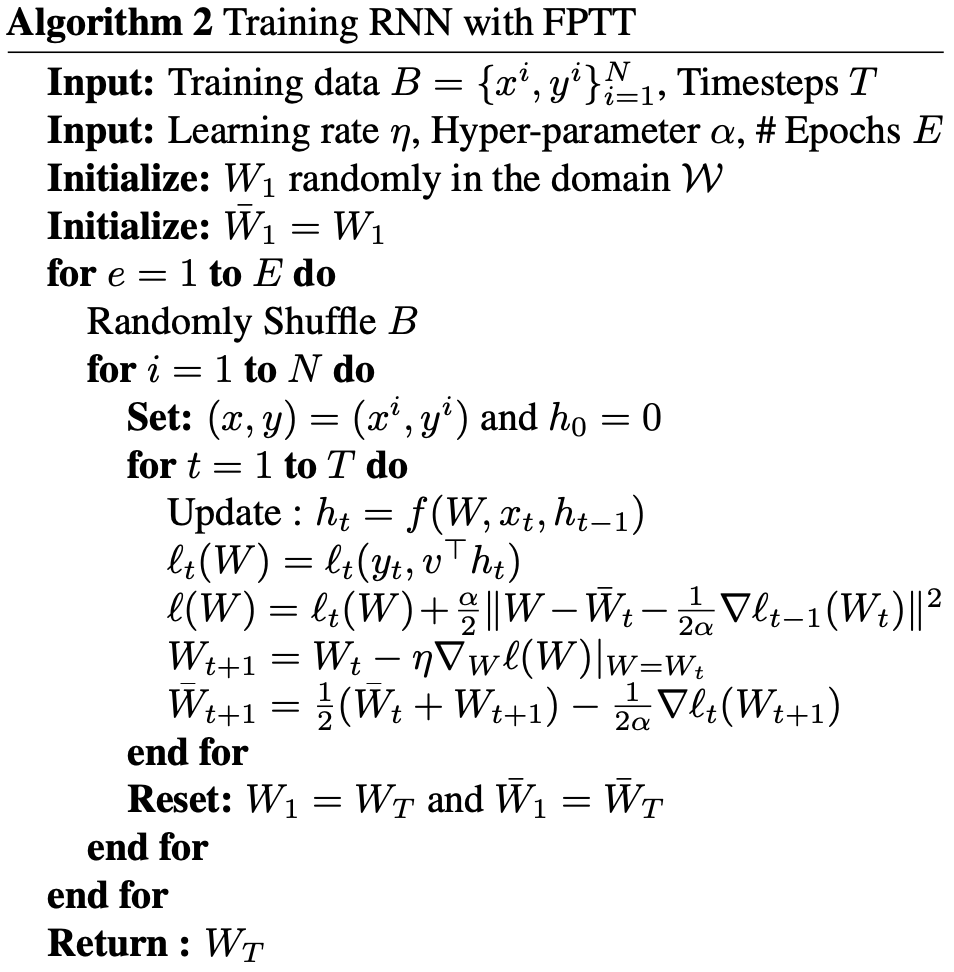 Algorithm 2 Training RNN with FPTT
Input: Training data $B = \{x^i, y^i\}_{i=1}^N$, Timesteps $T$
Input: Learning rate $\eta$, Hyper-parameter $\alpha$, # Epochs $E$
Initialize: $W_1$ randomly in the domain $\mathcal{W}$
Initialize: $\bar{W}_1 = W_1$
for $e = 1$ to $E$ do
Randomly Shuffle $B$
for $i = 1$ to $N$ do
Set: $(x, y) = (x^i, y^i)$ and $h_0 = 0$
for $t = 1$ to $T$ do
Update : $h_t = f(W, x_t, h_{t-1})$
$\ell_t(W) = \ell_t(y_t, v^\top h_t)$
$\ell(W) = \ell_t(W) + \frac{\alpha}{2} \| W - \bar{W}_t - \frac{1}{2\alpha} \nabla \ell_{t-1}(W_t) \|^2$
$W_{t+1} = W_t - \eta \nabla_W \ell(W)|_{W=W_t}$
$\bar{W}_{t+1} = \frac{1}{2}(\bar{W}_t + W_{t+1}) - \frac{1}{2\alpha} \nabla \ell_t(W_{t+1})$
end for
Reset: $W_1 = W_T$ and $\bar{W}_1 = \bar{W}_T$
end for
end for
Return : $W_T$